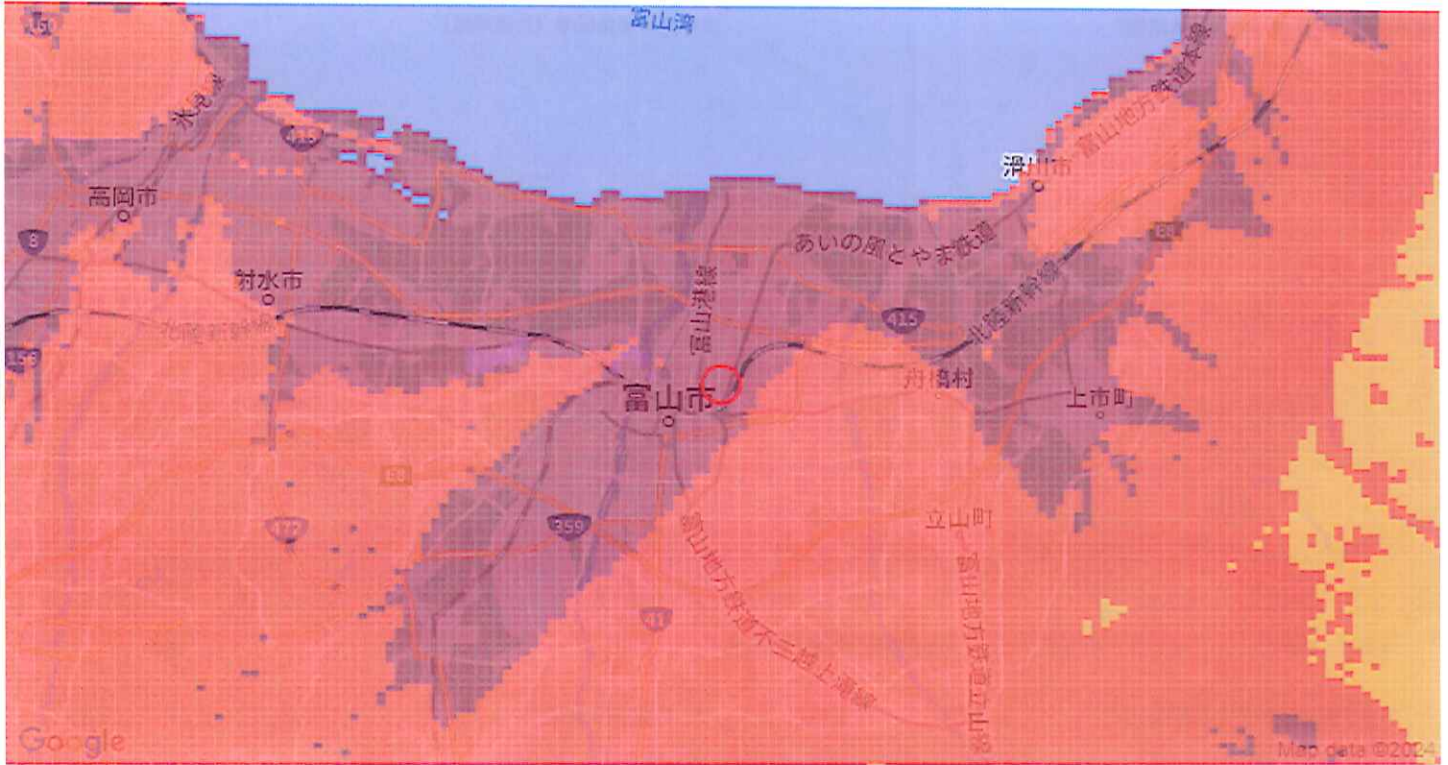 富山湾
160
氷見線
415
富山地方鉄道本線
滑川市
高岡市
8
あいの風とやま鉄道
射水市
富山港線
北陸新幹線
415
北陸新幹線
156
舟橋村
富山市
上市町
472
359
立山町
41
富山地方鉄道不二越上滝線
富山地方鉄道立山線
Google
Map data ©2024